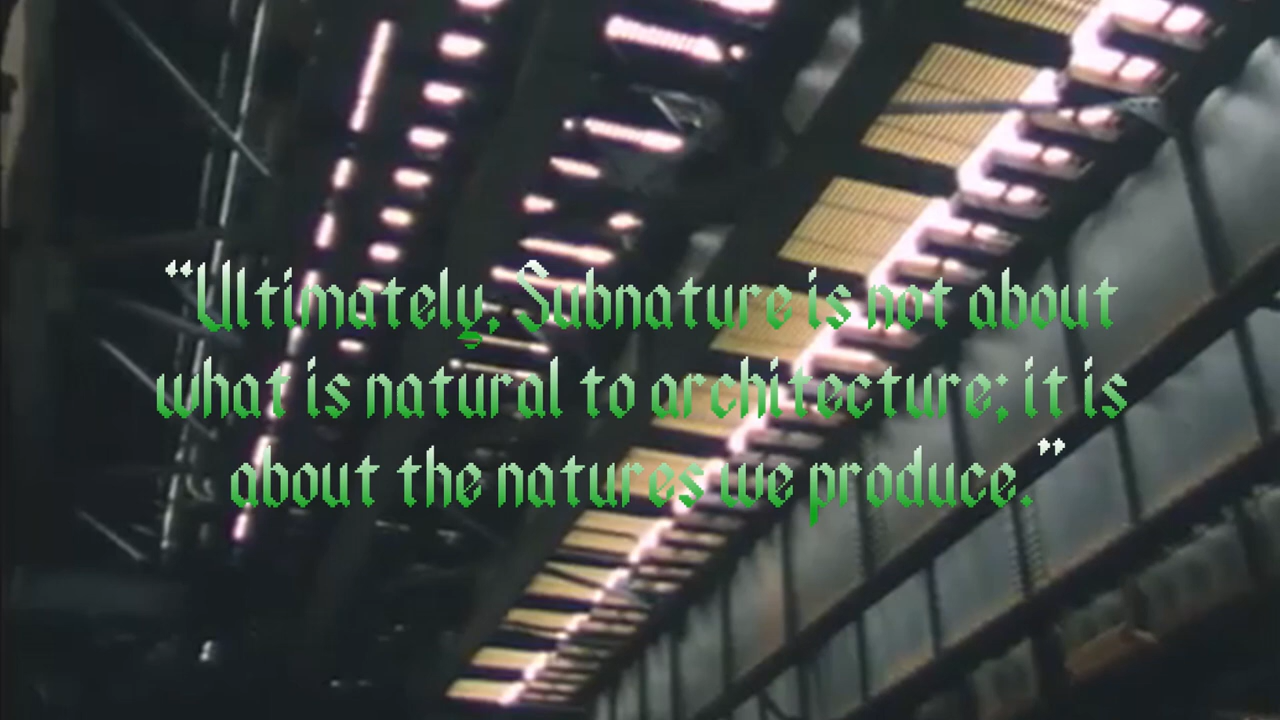 “Ultimately, Subnature is not about
what is natural to architecture; it is
about the natures we produce.”